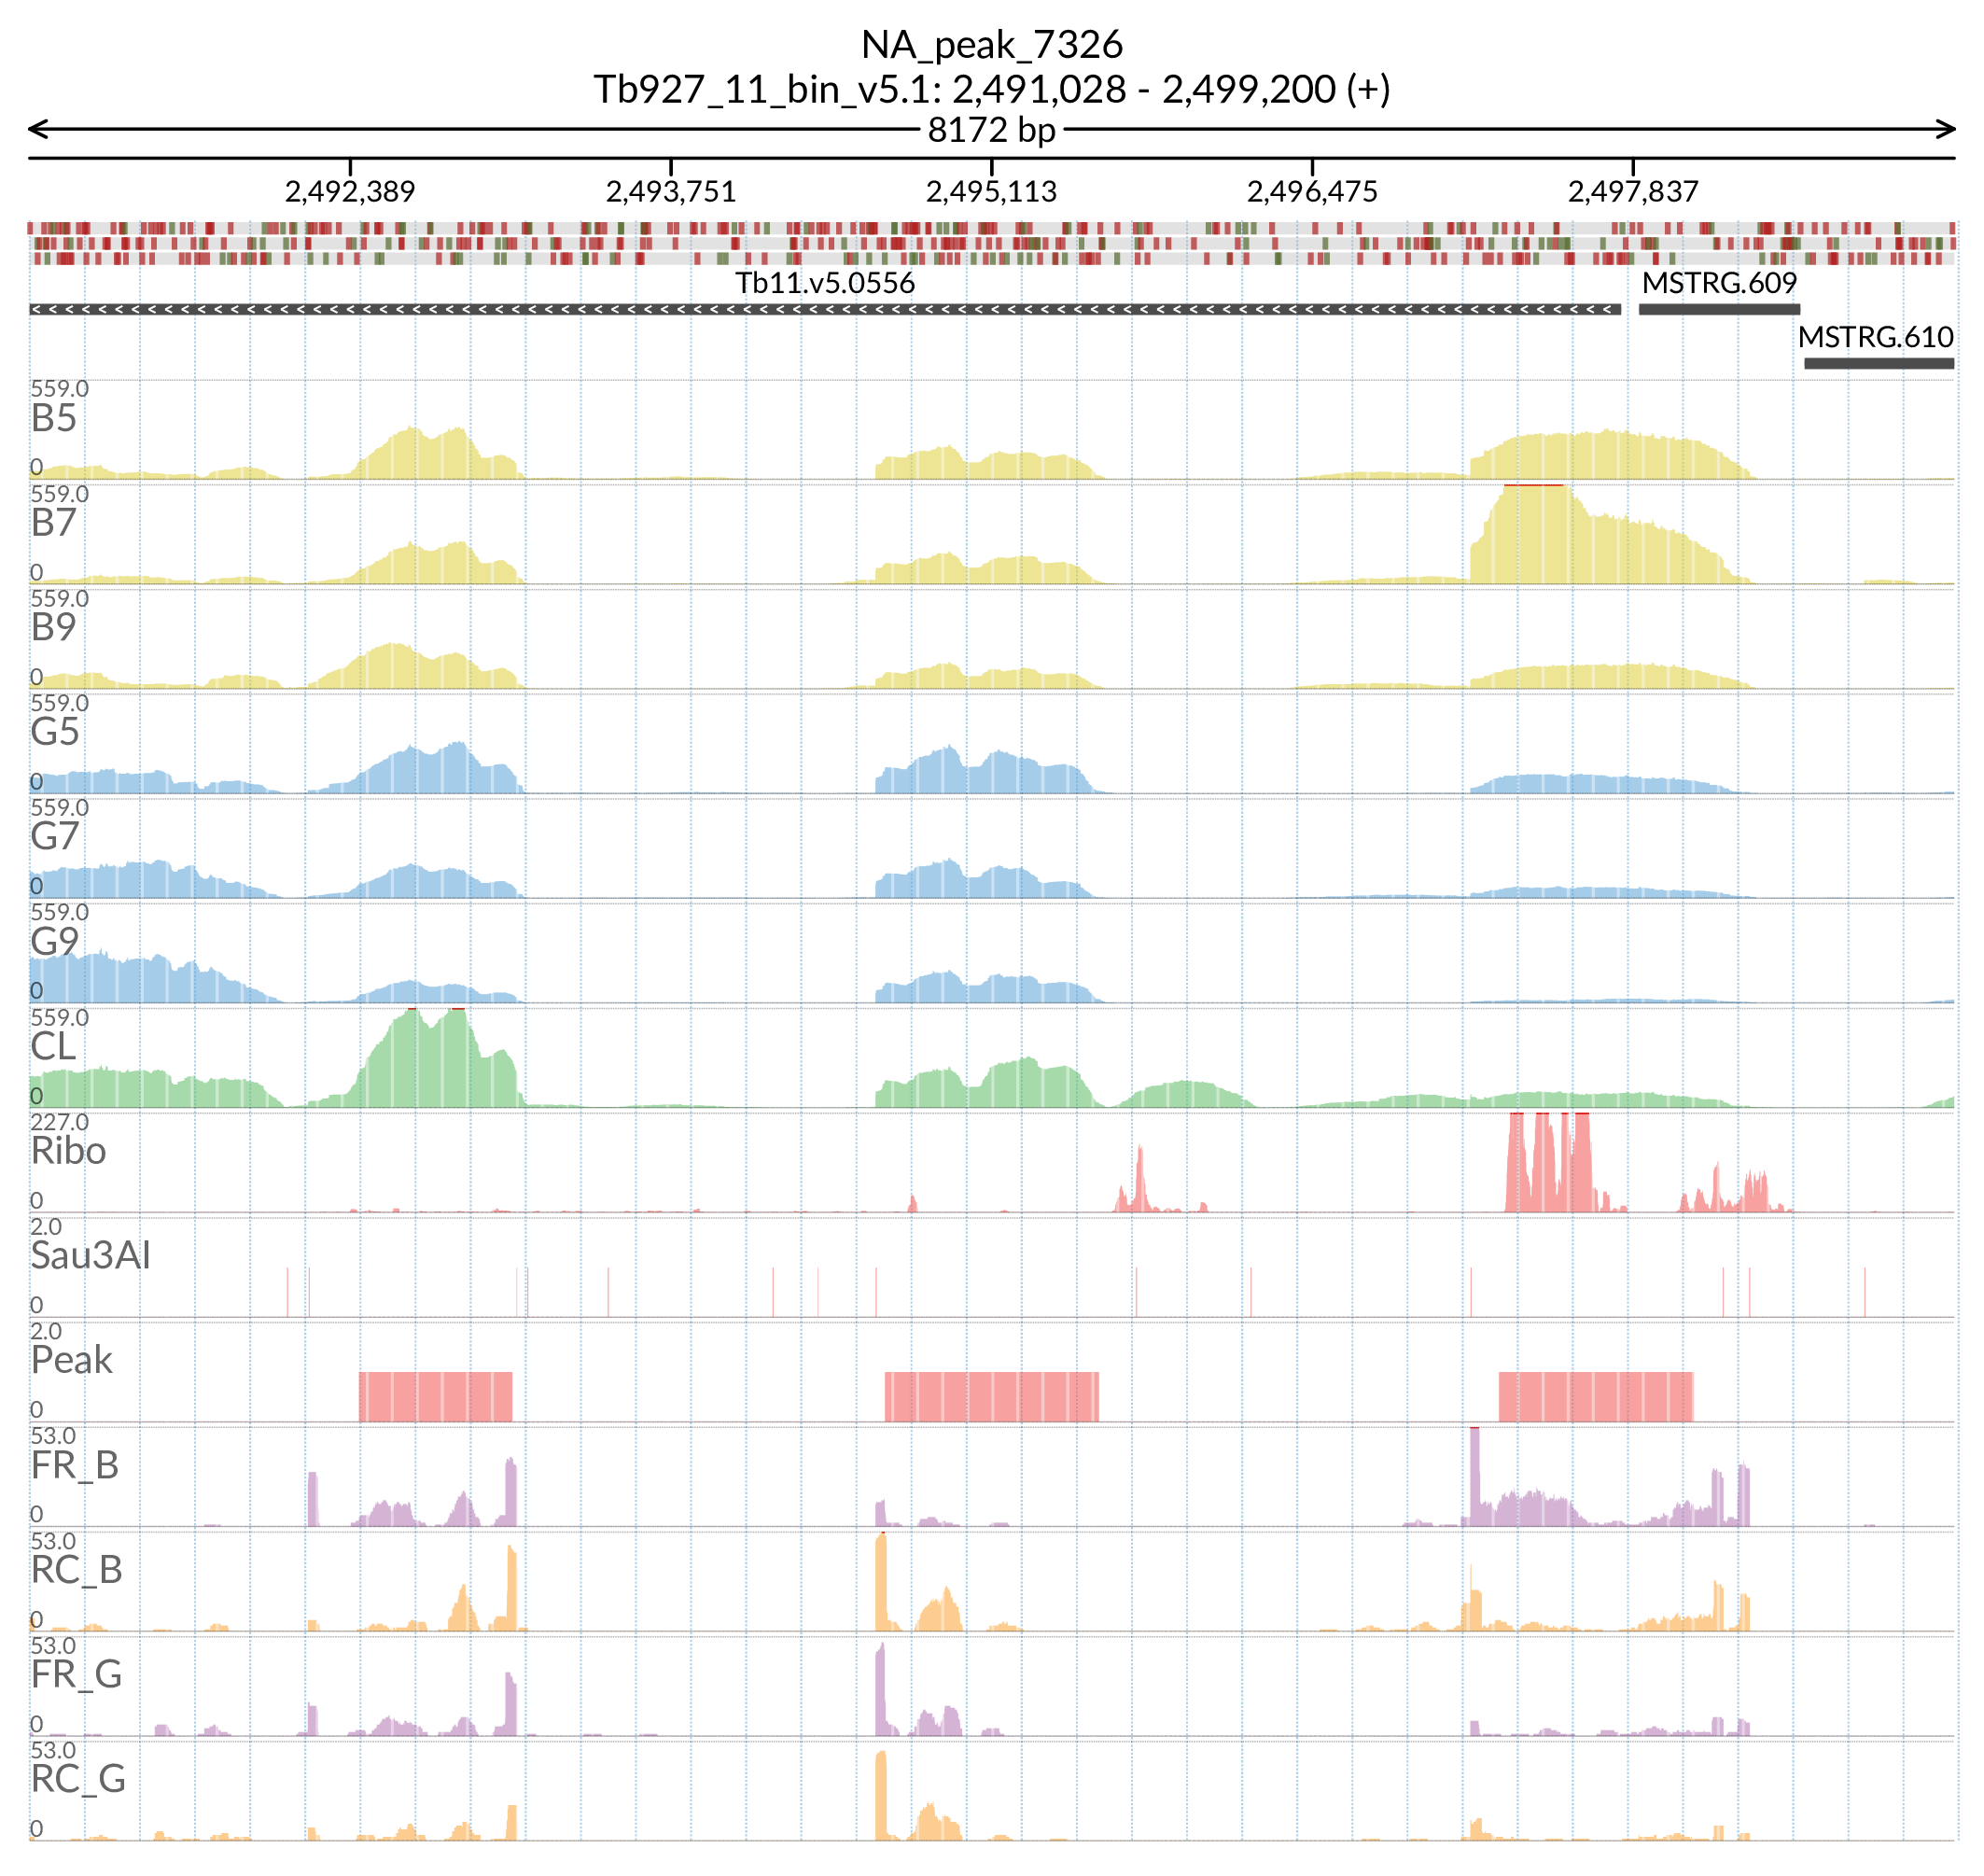 NA_peak_7326
Tb927_11_bin_v5.1: 2,491,028 - 2,499,200 (+)
8172 bp
2,492,389 2,493,751 2,495,113 2,496,475 2,497,837
Tb11.v5.0556 MSTRG.609
MSTRG.610
559.0
B5
0
559.0
B7
0
559.0
B9
0
559.0
G5
0
559.0
G7
0
559.0
G9
0
559.0
CL
0
227.0
Ribo
0
2.0
Sau3AI
0
2.0
Peak
0
53.0
FR_B
0
53.0
RC_B
0
53.0
FR_G
0
53.0
RC_G
0